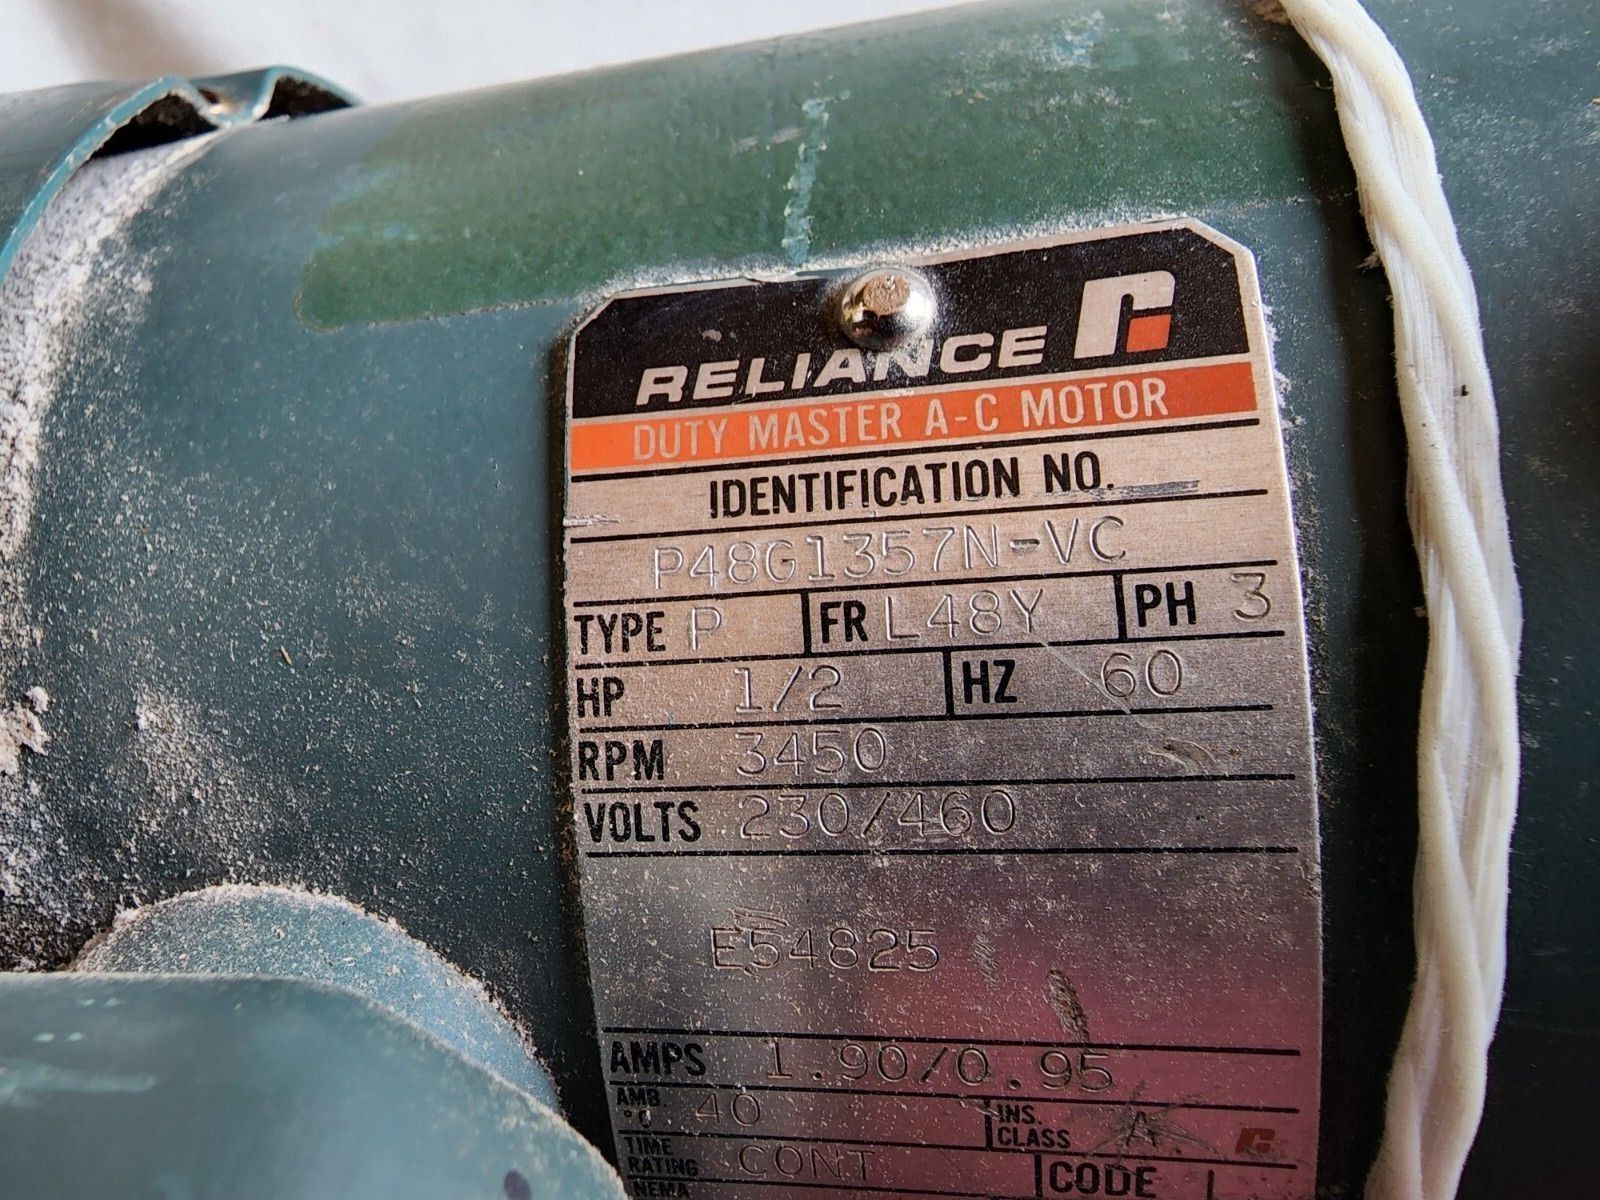 RELIANCE
DUTY MASTER A-C MOTOR
IDENTIFICATION NO.
P48G1357N-VC
TYPE P FR L48Y PH 3
HP 1/2 HZ 60
RPM 3450
VOLTS 230/460
E54825
AMPS 1.90/0.95
AMB. °C 40 INS. CLASS A
TIME RATING CONT CODE L
NEMA